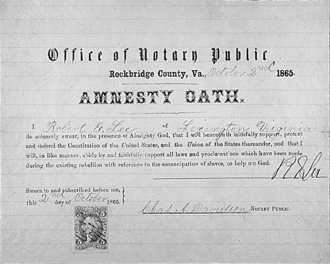 Office of Notary Public.
Rockbridge County, Va., October 2nd 1865.
AMNESTY OATH.
I Robert E. Lee of Lexington Virginia
do solemnly swear, in the presence of Almighty God, that I will henceforth faithfully support, protect
and defend the Constitution of the United States, and the Union of the States thereunder, and that I
will, in like manner, abide by and faithfully support all laws and proclamations which have been made
during the existing rebellion with reference to the emancipation of slaves, so help me God.
R E Lee
Sworn to and subscribed before me,
this 2nd day of October 1865.
Chas. A. Davidson, NOTARY PUBLIC.